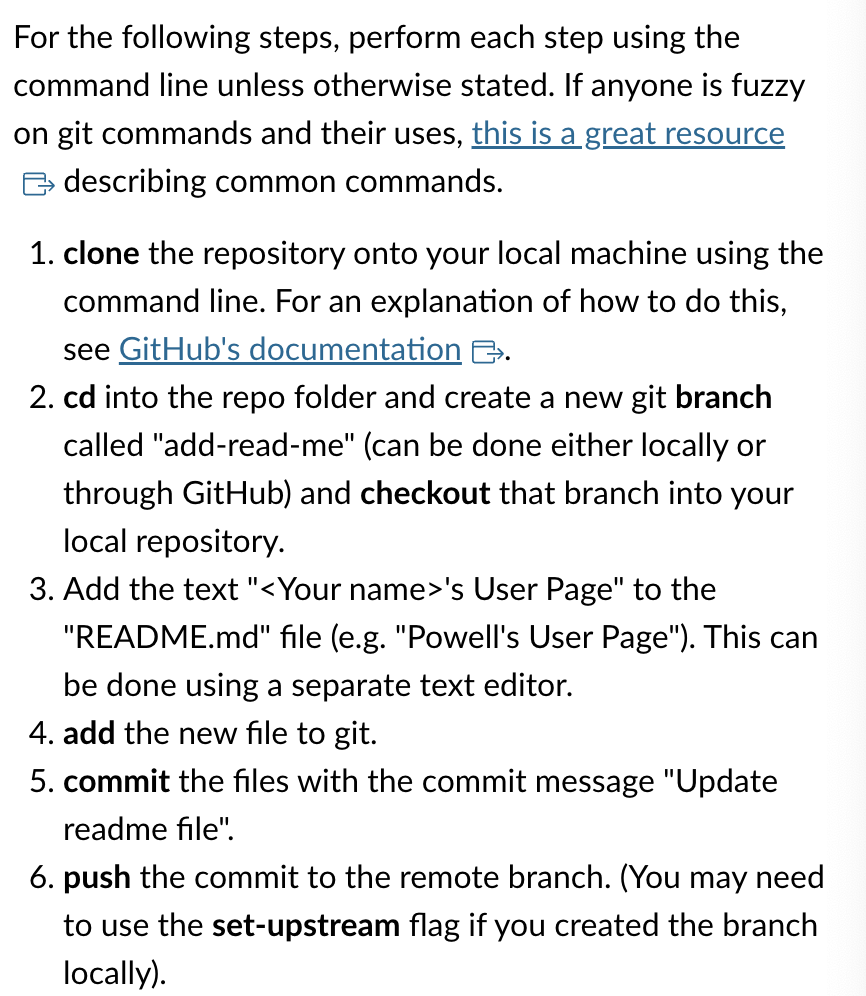 For the following steps, perform each step using the
command line unless otherwise stated. If anyone is fuzzy
on git commands and their uses, this is a great resource
describing common commands.
1. clone the repository onto your local machine using the
command line. For an explanation of how to do this,
see GitHub's documentation.
2. cd into the repo folder and create a new git branch
called "add-read-me" (can be done either locally or
through GitHub) and checkout that branch into your
local repository.
3. Add the text "<Your name>'s User Page" to the
"README.md" file (e.g. "Powell's User Page"). This can
be done using a separate text editor.
4. add the new file to git.
5. commit the files with the commit message "Update
readme file".
6. push the commit to the remote branch. (You may need
to use the set-upstream flag if you created the branch
locally).